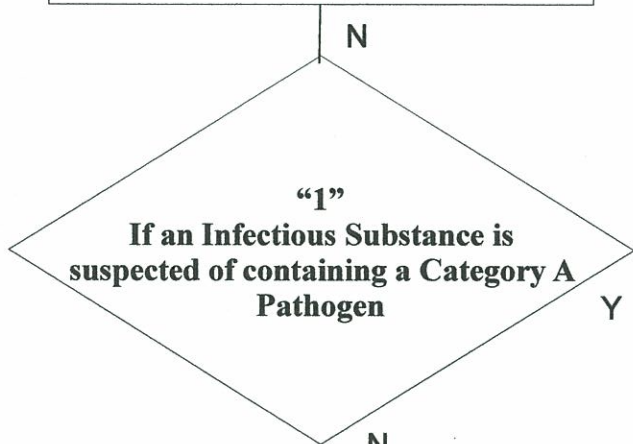 N
“1”
If an Infectious Substance is
suspected of containing a Category A
Pathogen
Y
N